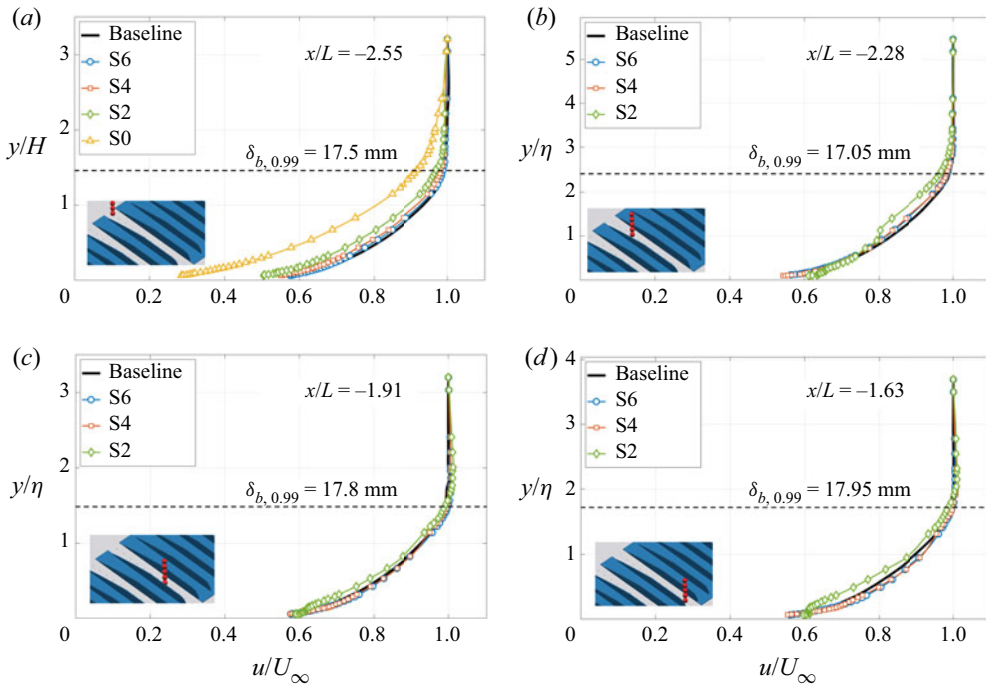 (a)
Baseline
S6
S4
S2
S0
x/L = –2.55
δb, 0.99 = 17.5 mm
y/H
3
2
1
0
0.2
0.4
0.6
0.8
1.0
(b)
Baseline
S6
S4
S2
x/L = –2.28
δb, 0.99 = 17.05 mm
y/η
5
4
3
2
1
0
0.2
0.4
0.6
0.8
1.0
(c)
Baseline
S6
S4
S2
x/L = –1.91
δb, 0.99 = 17.8 mm
y/η
3
2
1
0
0.2
0.4
0.6
0.8
1.0
u/U∞
(d)
Baseline
S6
S4
S2
x/L = –1.63
δb, 0.99 = 17.95 mm
y/η
4
3
2
1
0
0.2
0.4
0.6
0.8
1.0
u/U∞